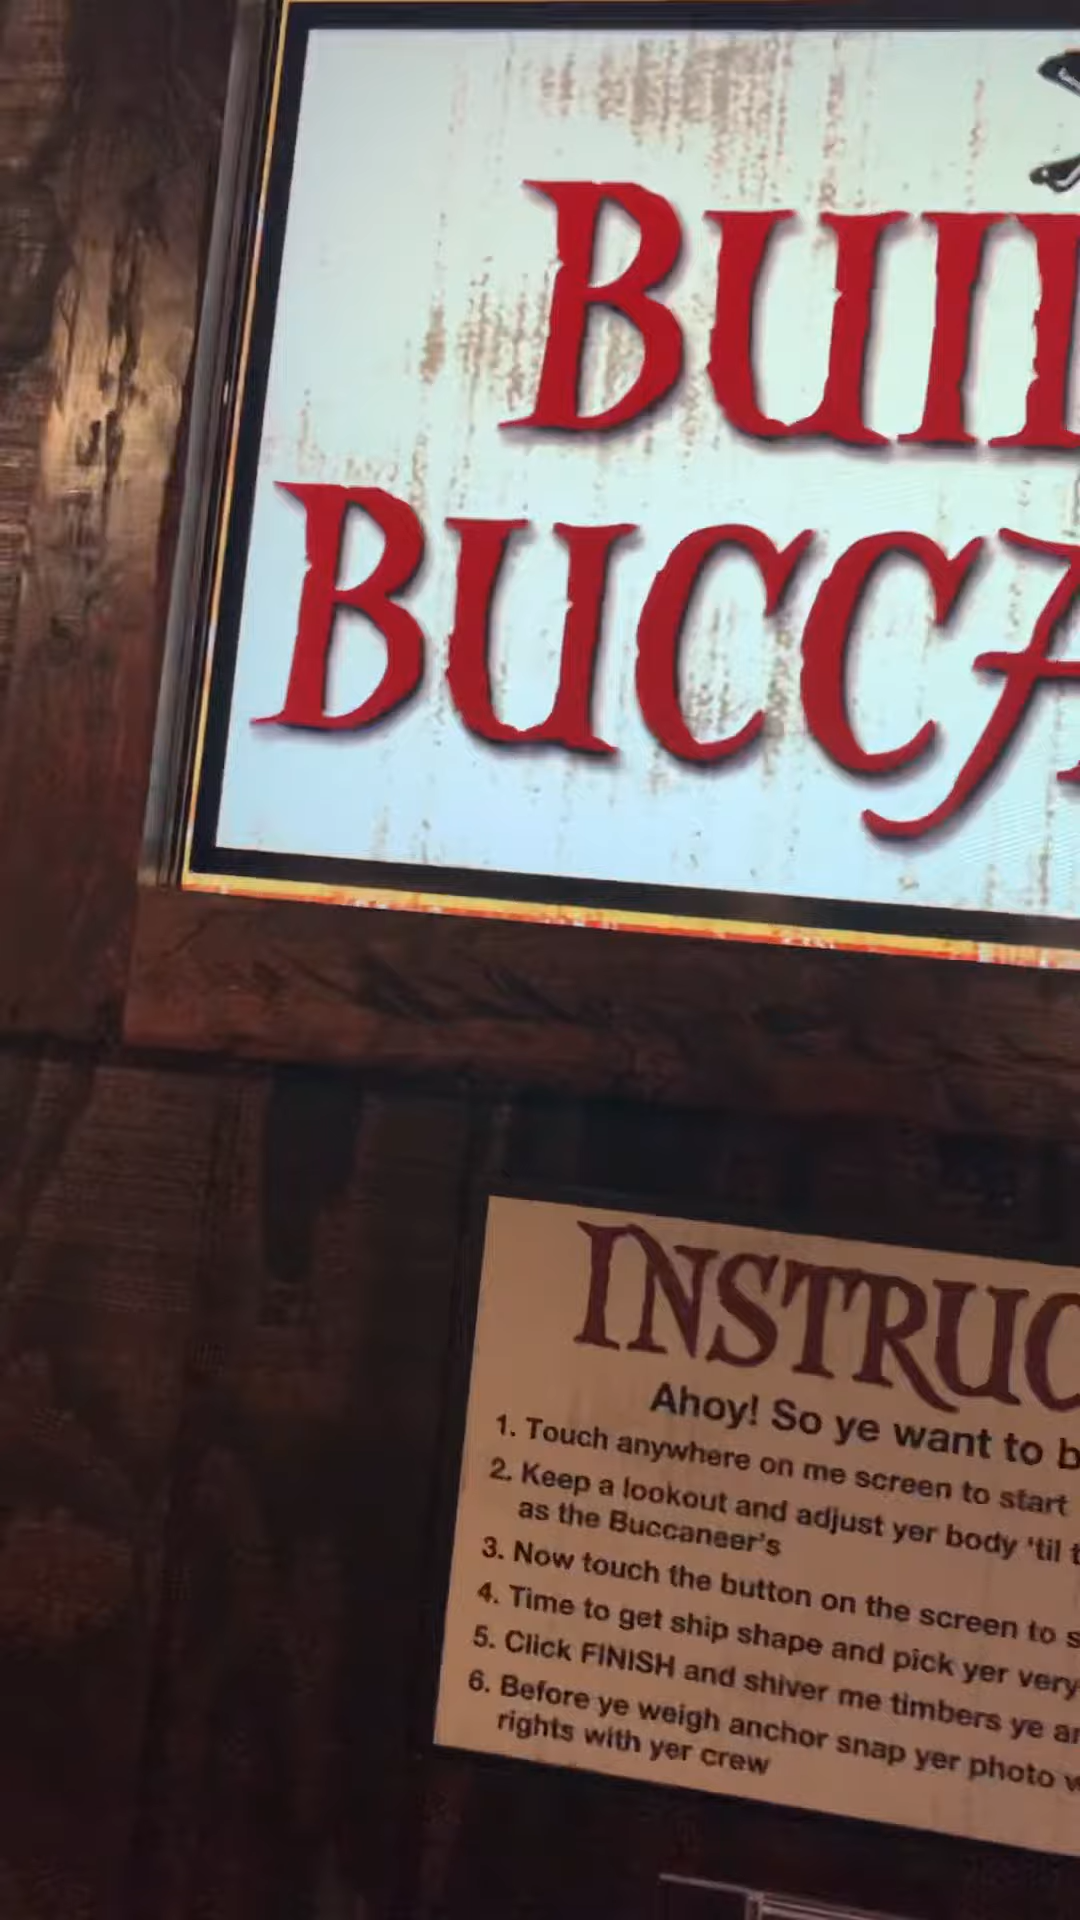 BUIL
BUCCA
INSTRUC
Ahoy! So ye want to b
1. Touch anywhere on me screen to start
2. Keep a lookout and adjust yer body ‘til t
as the Buccaneer’s
3. Now touch the button on the screen to s
4. Time to get ship shape and pick yer very
5. Click FINISH and shiver me timbers ye ar
6. Before ye weigh anchor snap yer photo w
rights with yer crew